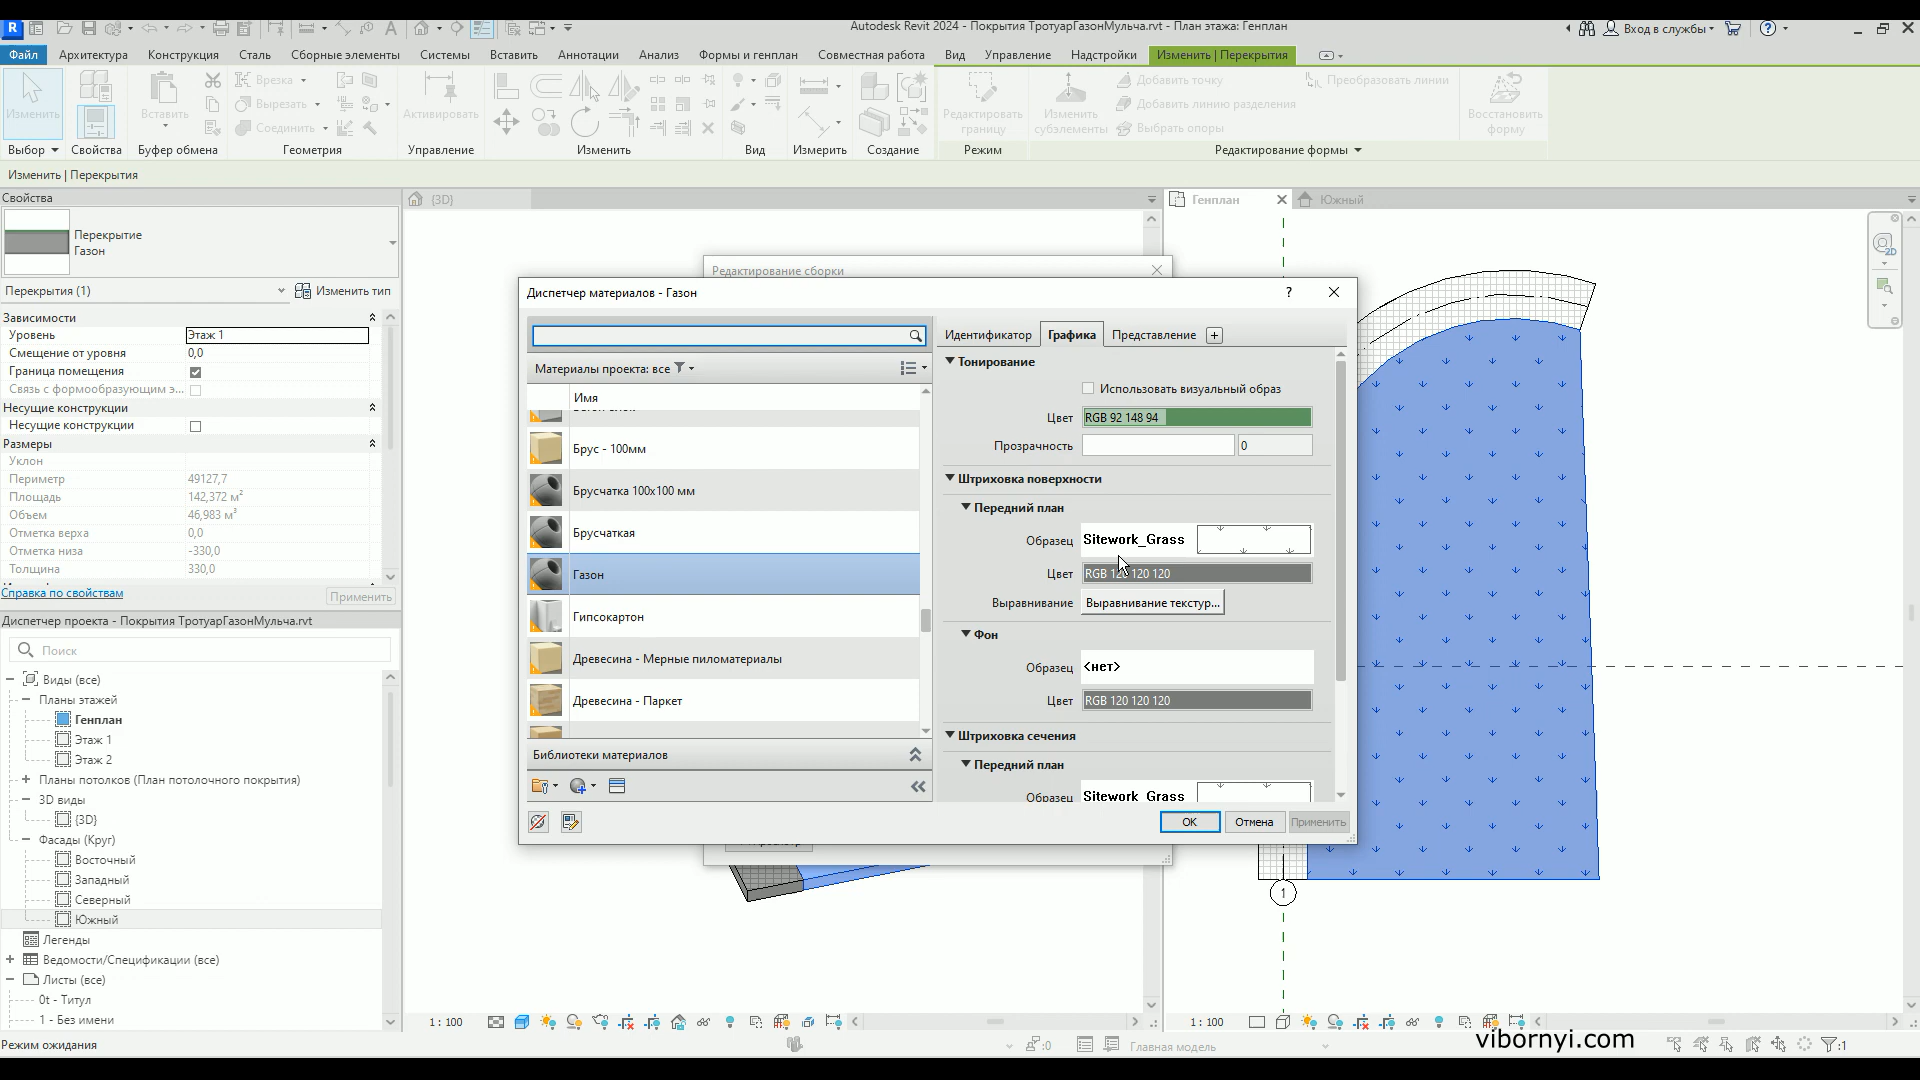 Autodesk Revit 2024 - Покрытия ТротуарГазонМульча.rvt - План этажа: Генплан
Вход в службы
Файл Архитектура Конструкция Сталь Сборные элементы Системы Вставить Аннотации Анализ Формы и генплан Совместная работа Вид Управление Надстройки Изменить | Перекрытия
Изменить Вставить Врезка Вырезать Соединить Активировать
Редактировать границу
Изменить субэлементы
Добавить точку
Добавить линию разделения
Выбрать опоры
Преобразовать линии
Восстановить форму
Выбор Свойства Буфер обмена Геометрия Управление Изменить Вид Измерить Создание Режим Редактирование формы
Изменить | Перекрытия
Свойства
Перекрытие
Газон
Перекрытия (1) Изменить тип
Зависимости
Уровень Этаж 1
Смещение от уровня 0,0
Граница помещения
Связь с формообразующим э...
Несущие конструкции
Несущие конструкции
Размеры
Уклон
Периметр 49127,7
Площадь 142,372 м²
Объем 46,983 м³
Отметка верха 0,0
Отметка низа -330,0
Толщина 330,0
Справка по свойствам Применить
Диспетчер проекта - Покрытия ТротуарГазонМульча.rvt
Поиск
Виды (все)
Планы этажей
Генплан
Этаж 1
Этаж 2
Планы потолков (План потолочного покрытия)
3D виды
{3D}
Фасады (Круг)
Восточный
Западный
Северный
Южный
Легенды
Ведомости/Спецификации (все)
Листы (все)
0t - Титул
1 - Без имени
Режим ожидания
{3D}
Генплан
Южный
2D
Редактирование сборки
Диспетчер материалов - Газон
?
Материалы проекта: все
Имя
Брус - 100мм
Брусчатка 100х100 мм
Брусчаткая
Газон
Гипсокартон
Древесина - Мерные пиломатериалы
Древесина - Паркет
Библиотеки материалов
Идентификатор Графика Представление +
Тонирование
Использовать визуальный образ
Цвет RGB 92 148 94
Прозрачность 0
Штриховка поверхности
Передний план
Образец Sitework_Grass
Цвет RGB 120 120 120
Выравнивание Выравнивание текстур...
Фон
Образец <нет>
Цвет RGB 120 120 120
Штриховка сечения
Передний план
Образец Sitework_Grass
ОК Отмена Применить
1
1 : 100
1 : 100
:0
Главная модель
vibornyi.com
:1